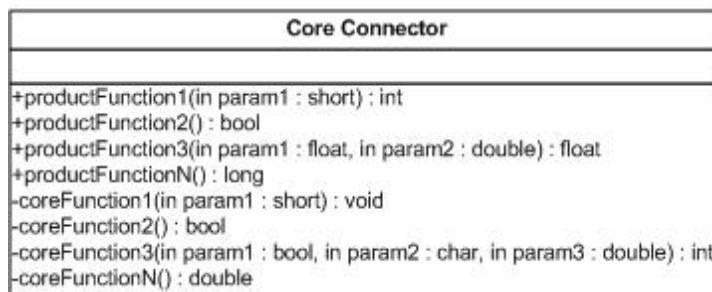 Core Connector
+productFunction1(in param1 : short) : int
+productFunction2() : bool
+productFunction3(in param1 : float, in param2 : double) : float
+productFunctionN() : long
-coreFunction1(in param1 : short) : void
-coreFunction2() : bool
-coreFunction3(in param1 : bool, in param2 : char, in param3 : double) : int
-coreFunctionN() : double